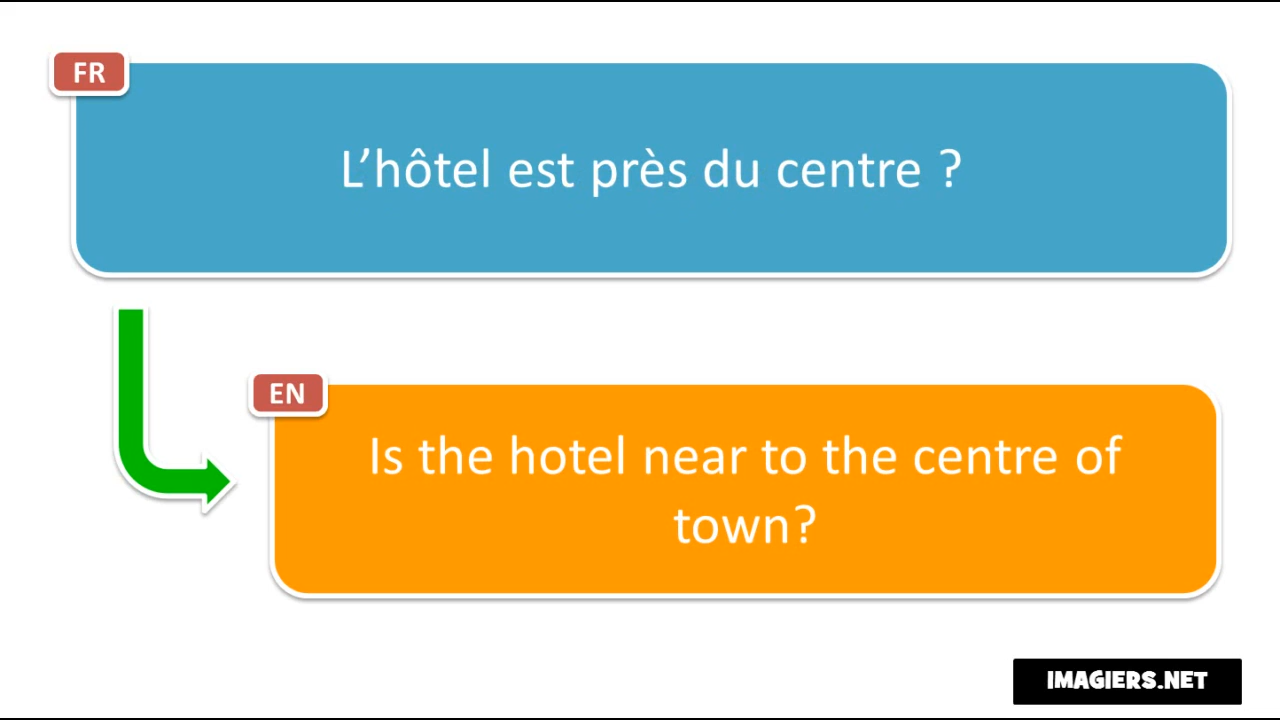 FR
L’hôtel est près du centre ?
EN
Is the hotel near to the centre of
town?
IMAGIERS.NET